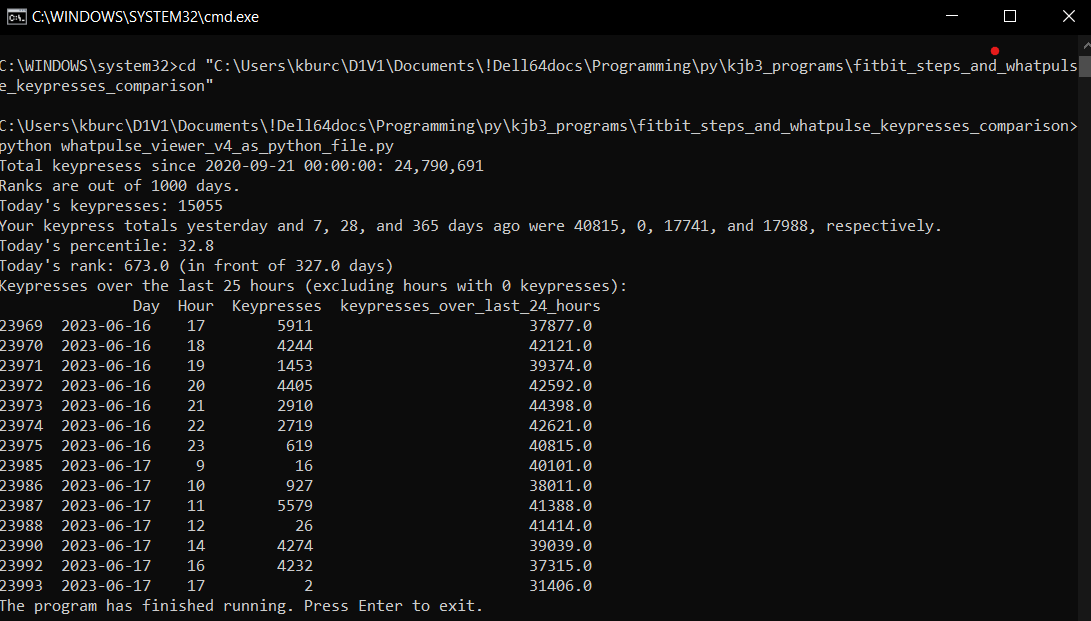 C:\WINDOWS\SYSTEM32\cmd.exe
C:\WINDOWS\system32>cd "C:\Users\kburc\D1V1\Documents\!Dell64docs\Programming\py\kjb3_programs\fitbit_steps_and_whatpuls
e_keypresses_comparison"
C:\Users\kburc\D1V1\Documents\!Dell64docs\Programming\py\kjb3_programs\fitbit_steps_and_whatpulse_keypresses_comparison>
python whatpulse_viewer_v4_as_python_file.py
Total keypresess since 2020-09-21 00:00:00: 24,790,691
Ranks are out of 1000 days.
Today's keypresses: 15055
Your keypress totals yesterday and 7, 28, and 365 days ago were 40815, 0, 17741, and 17988, respectively.
Today's percentile: 32.8
Today's rank: 673.0 (in front of 327.0 days)
Keypresses over the last 25 hours (excluding hours with 0 keypresses):
Day Hour Keypresses keypresses_over_last_24_hours
23969 2023-06-16 17 5911 37877.0
23970 2023-06-16 18 4244 42121.0
23971 2023-06-16 19 1453 39374.0
23972 2023-06-16 20 4405 42592.0
23973 2023-06-16 21 2910 44398.0
23974 2023-06-16 22 2719 42621.0
23975 2023-06-16 23 619 40815.0
23985 2023-06-17 9 16 40101.0
23986 2023-06-17 10 927 38011.0
23987 2023-06-17 11 5579 41388.0
23988 2023-06-17 12 26 41414.0
23990 2023-06-17 14 4274 39039.0
23992 2023-06-17 16 4232 37315.0
23993 2023-06-17 17 2 31406.0
The program has finished running. Press Enter to exit.